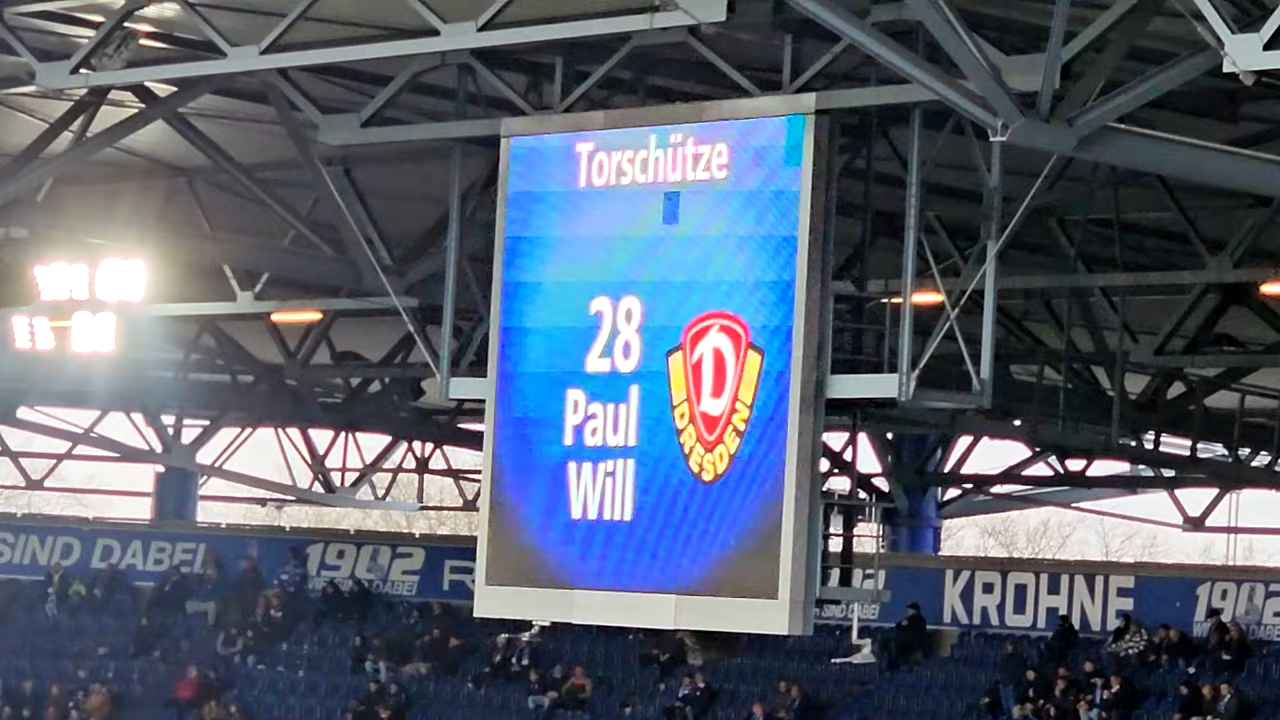 Torschütze
28
Paul
Will
D
DRESDEN
SIND DABEI
1902
WIR SIND DABEI
R
SIND DABEI
KROHNE
1902